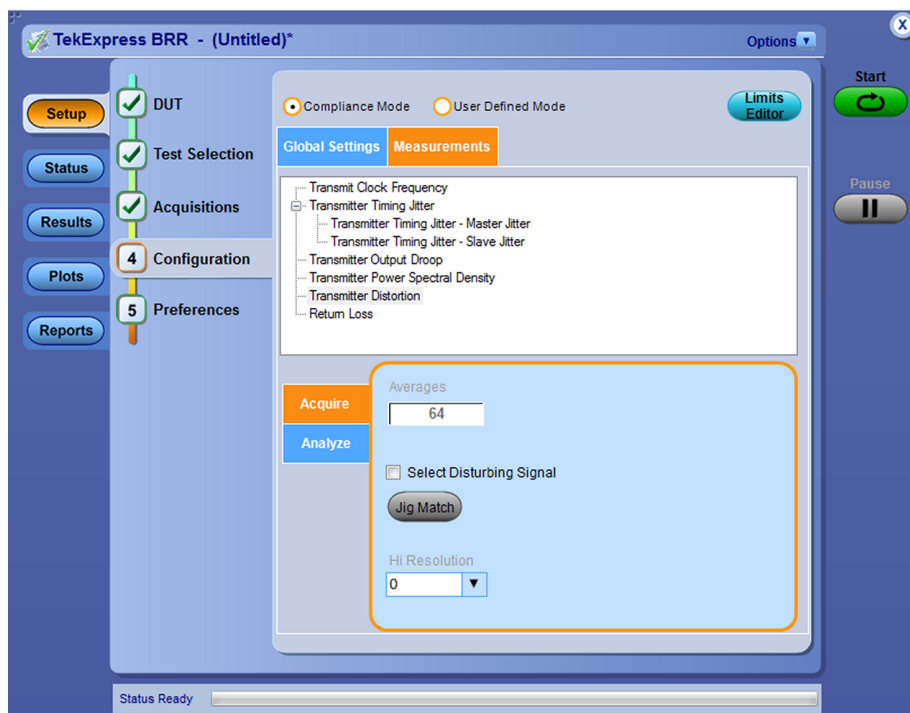 TekExpress BRR - (Untitled)*
Options
X
Setup
Status
Results
Plots
Reports
DUT
Test Selection
Acquisitions
4 Configuration
5 Preferences
Compliance Mode
User Defined Mode
Limits
Editor
Global Settings
Measurements
Transmit Clock Frequency
Transmitter Timing Jitter
Transmitter Timing Jitter - Master Jitter
Transmitter Timing Jitter - Slave Jitter
Transmitter Output Droop
Transmitter Power Spectral Density
Transmitter Distortion
Return Loss
Acquire
Analyze
Averages
64
Select Disturbing Signal
Jig Match
Hi Resolution
0
Start
Pause
Status Ready